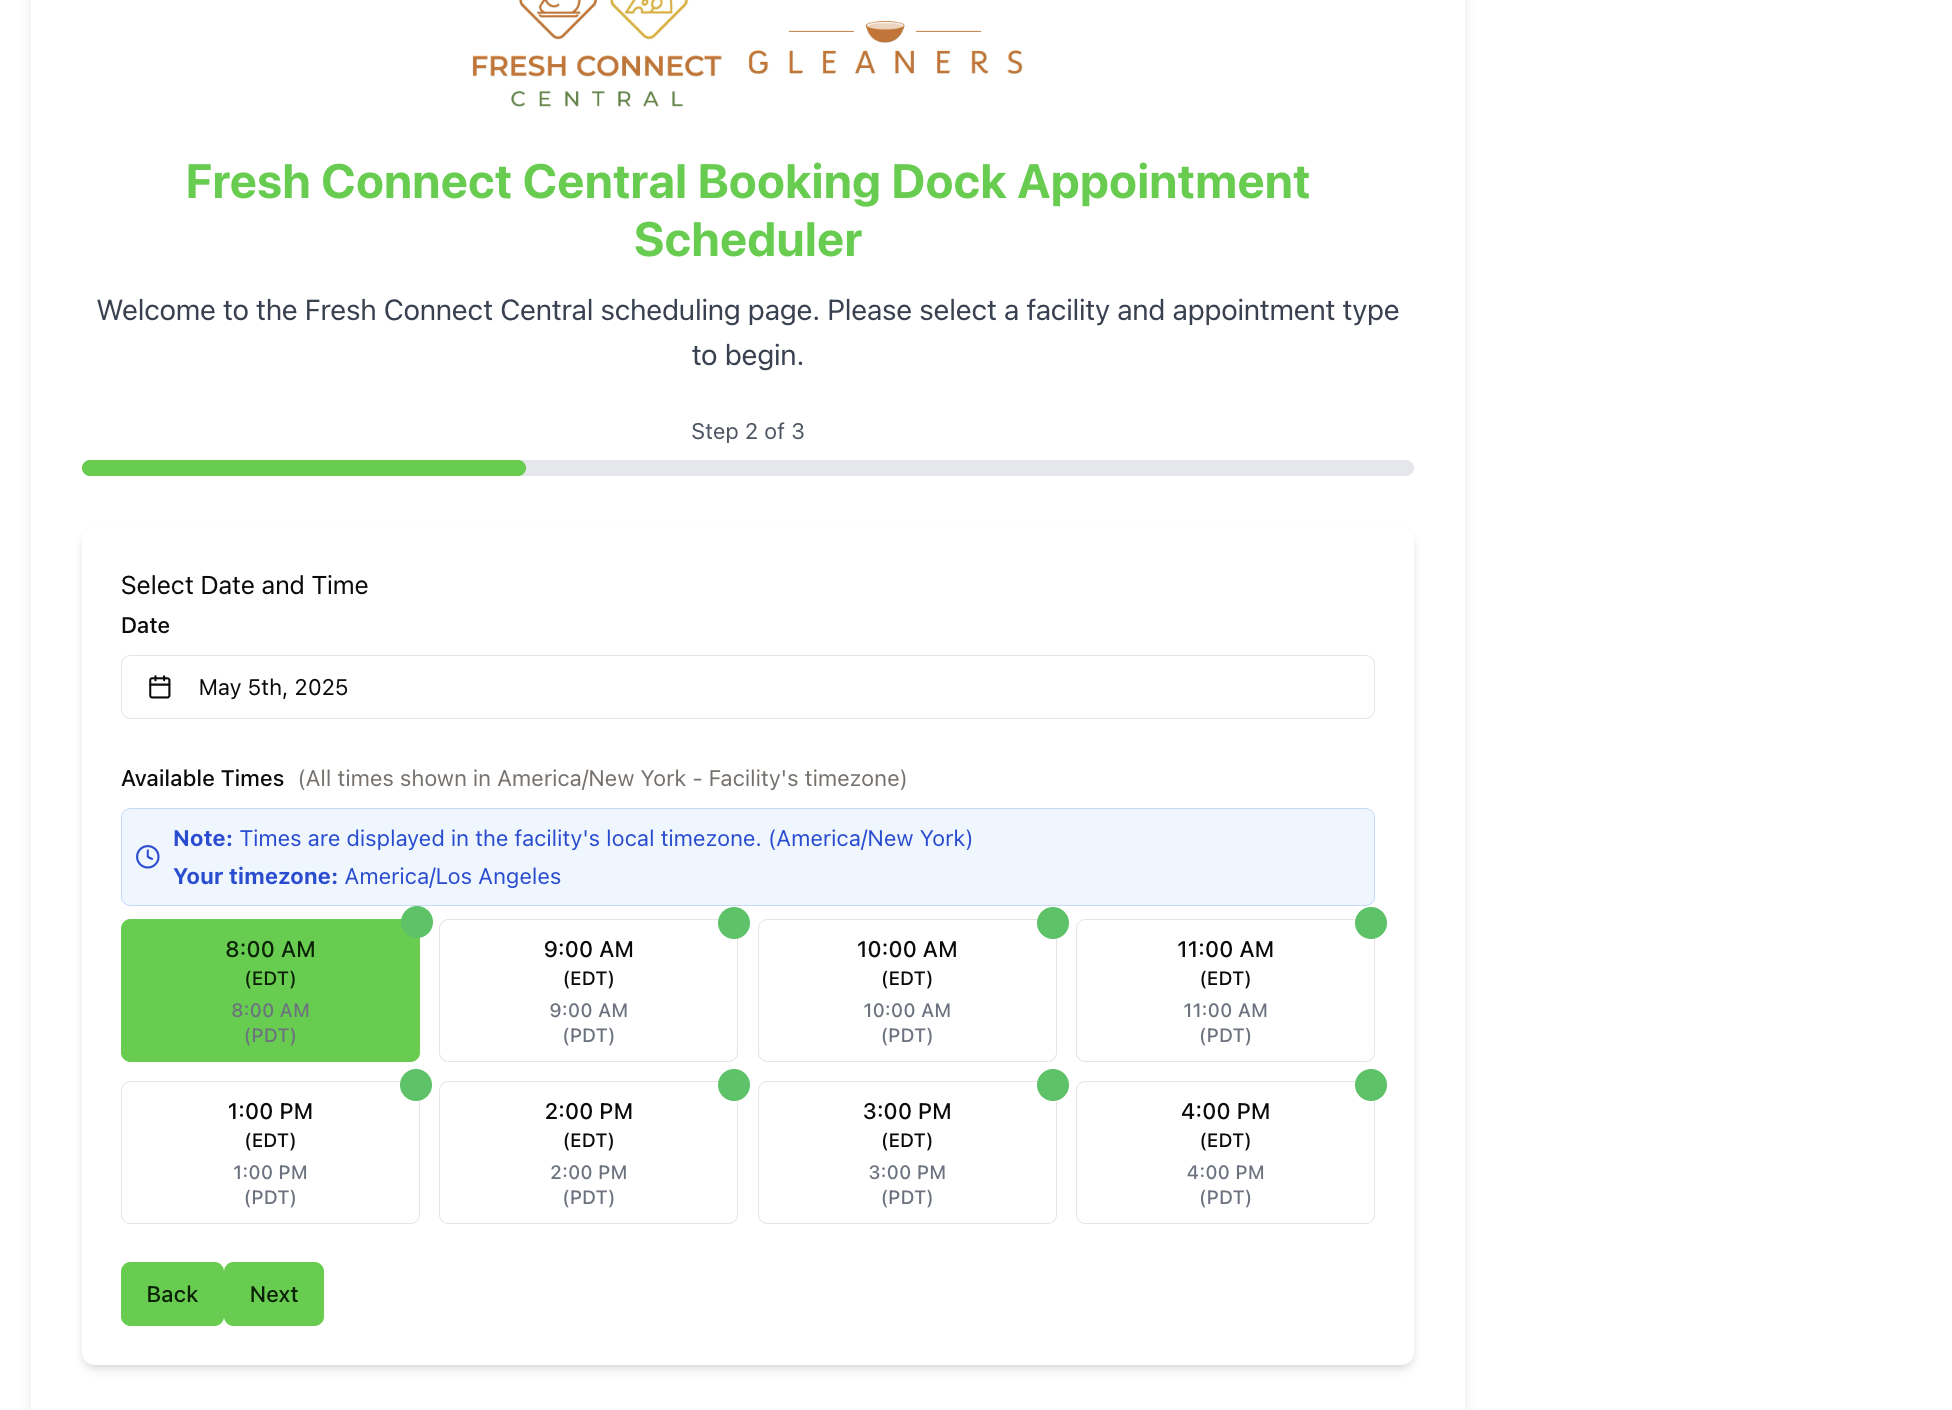 FRESH CONNECT
CENTRAL
GLEANERS
Fresh Connect Central Booking Dock Appointment
Scheduler
Welcome to the Fresh Connect Central scheduling page. Please select a facility and appointment type
to begin.
Step 2 of 3
Select Date and Time
Date
May 5th, 2025
Available Times (All times shown in America/New York - Facility's timezone)
Note: Times are displayed in the facility's local timezone. (America/New York)
Your timezone: America/Los Angeles
8:00 AM
(EDT)
8:00 AM
(PDT)
9:00 AM
(EDT)
9:00 AM
(PDT)
10:00 AM
(EDT)
10:00 AM
(PDT)
11:00 AM
(EDT)
11:00 AM
(PDT)
1:00 PM
(EDT)
1:00 PM
(PDT)
2:00 PM
(EDT)
2:00 PM
(PDT)
3:00 PM
(EDT)
3:00 PM
(PDT)
4:00 PM
(EDT)
4:00 PM
(PDT)
Back
Next